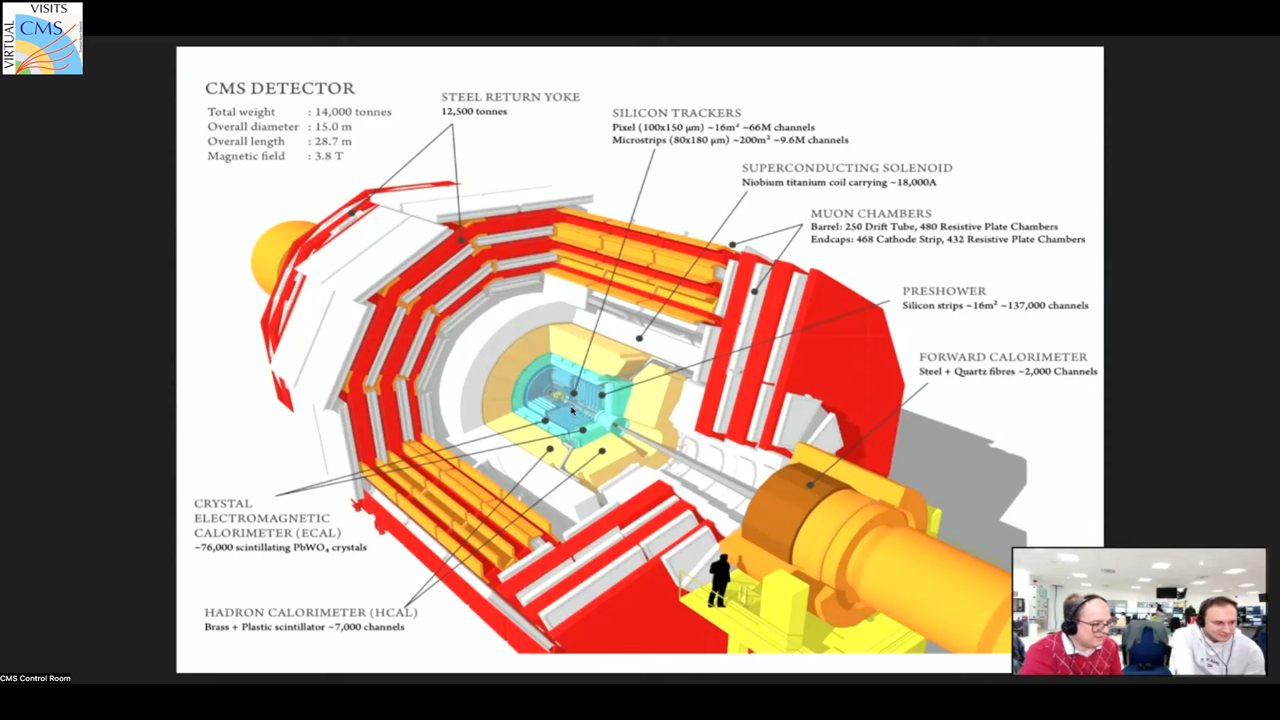 VISITS
VIRTUAL
CMS
CMS DETECTOR
Total weight : 14,000 tonnes
Overall diameter : 15.0 m
Overall length : 28.7 m
Magnetic field : 3.8 T
STEEL RETURN YOKE
12,500 tonnes
SILICON TRACKERS
Pixel (100x150 μm) ~16m² ~66M channels
Microstrips (80x180 μm) ~200m² ~9.6M channels
SUPERCONDUCTING SOLENOID
Niobium titanium coil carrying ~18,000A
MUON CHAMBERS
Barrel: 250 Drift Tube, 480 Resistive Plate Chambers
Endcaps: 468 Cathode Strip, 432 Resistive Plate Chambers
PRESHOWER
Silicon strips ~16m² ~137,000 channels
FORWARD CALORIMETER
Steel + Quartz fibres ~2,000 Channels
CRYSTAL
ELECTROMAGNETIC
CALORIMETER (ECAL)
~76,000 scintillating PbWO₄ crystals
HADRON CALORIMETER (HCAL)
Brass + Plastic scintillator ~7,000 channels
CMS Control Room